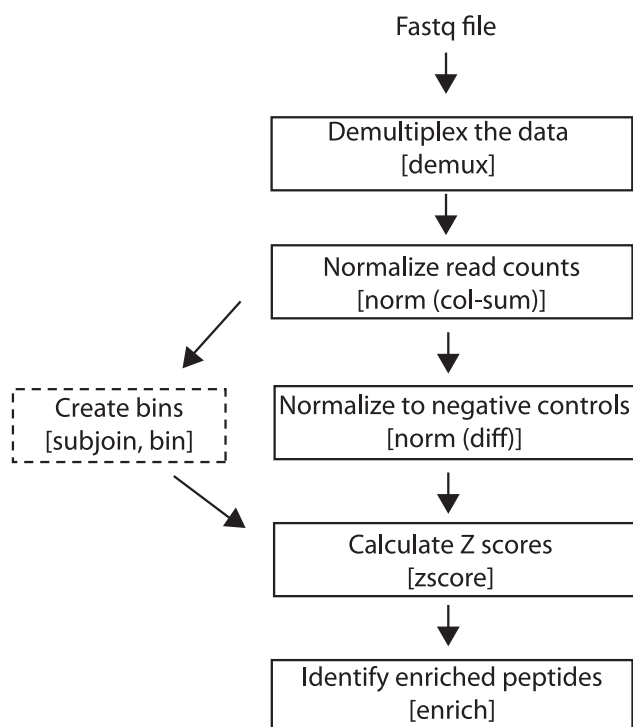 Fastq file
Demultiplex the data
[demux]
Normalize read counts
[norm (col-sum)]
Create bins
[subjoin, bin]
Normalize to negative controls
[norm (diff)]
Calculate Z scores
[zscore]
Identify enriched peptides
[enrich]